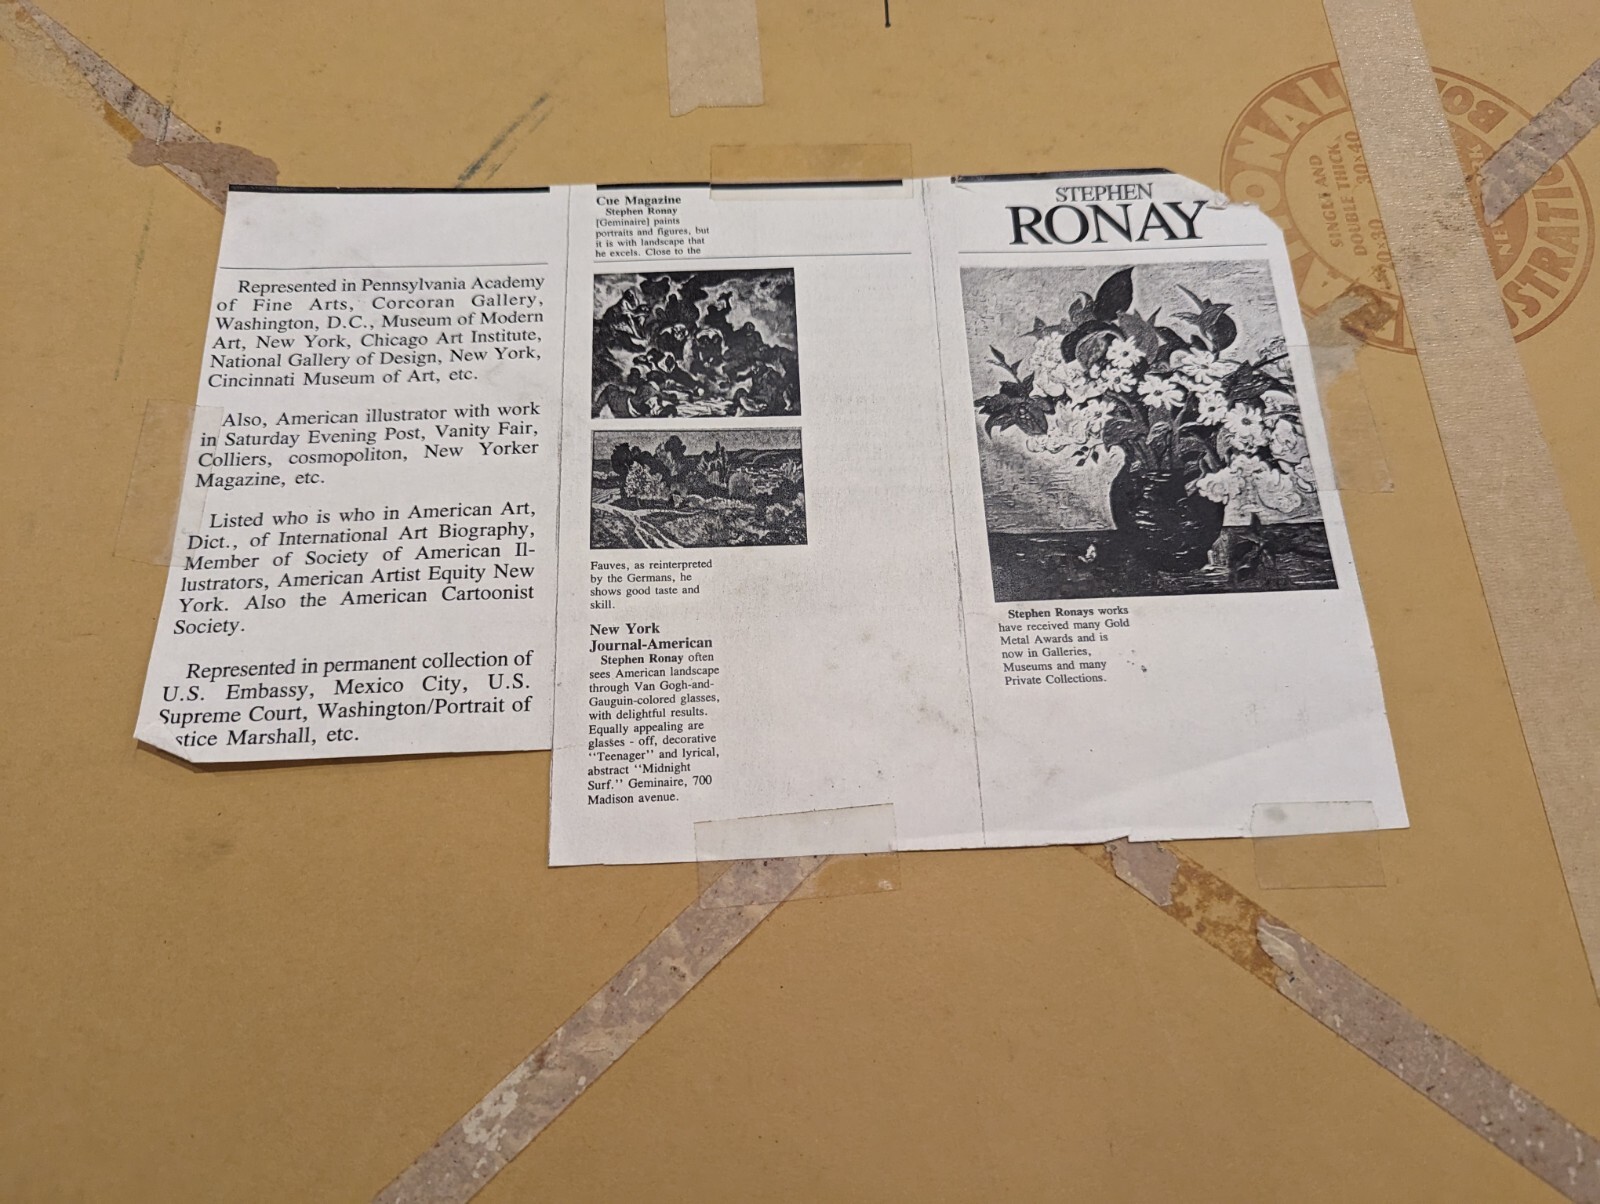 Represented in Pennsylvania Academy
of Fine Arts, Corcoran Gallery,
Washington, D.C., Museum of Modern
Art, New York, Chicago Art Institute,
National Gallery of Design, New York,
Cincinnati Museum of Art, etc.
Also, American illustrator with work
in Saturday Evening Post, Vanity Fair,
Colliers, cosmopoliton, New Yorker
Magazine, etc.
Listed who is who in American Art,
Dict., of International Art Biography,
Member of Society of American Il-
lustrators, American Artist Equity New
York. Also the American Cartoonist
Society.
Represented in permanent collection of
U.S. Embassy, Mexico City, U.S.
Supreme Court, Washington/Portrait of
stice Marshall, etc.
Cue Magazine
Stephen Ronay
[Geminaire] paints
portraits and figures, but
it is with landscape that
he excels. Close to the
Fauves, as reinterpreted
by the Germans, he
shows good taste and
skill.
New York
Journal-American
Stephen Ronay often
sees American landscape
through Van Gogh-and-
Gauguin-colored glasses,
with delightful results.
Equally appealing are
glasses - off, decorative
"Teenager" and lyrical,
abstract "Midnight
Surf." Geminaire, 700
Madison avenue.
STEPHEN
RONAY
Stephen Ronays works
have received many Gold
Metal Awards and is
now in Galleries,
Museums and many
Private Collections.
SINGLE AND
DOUBLE THICK
30×40